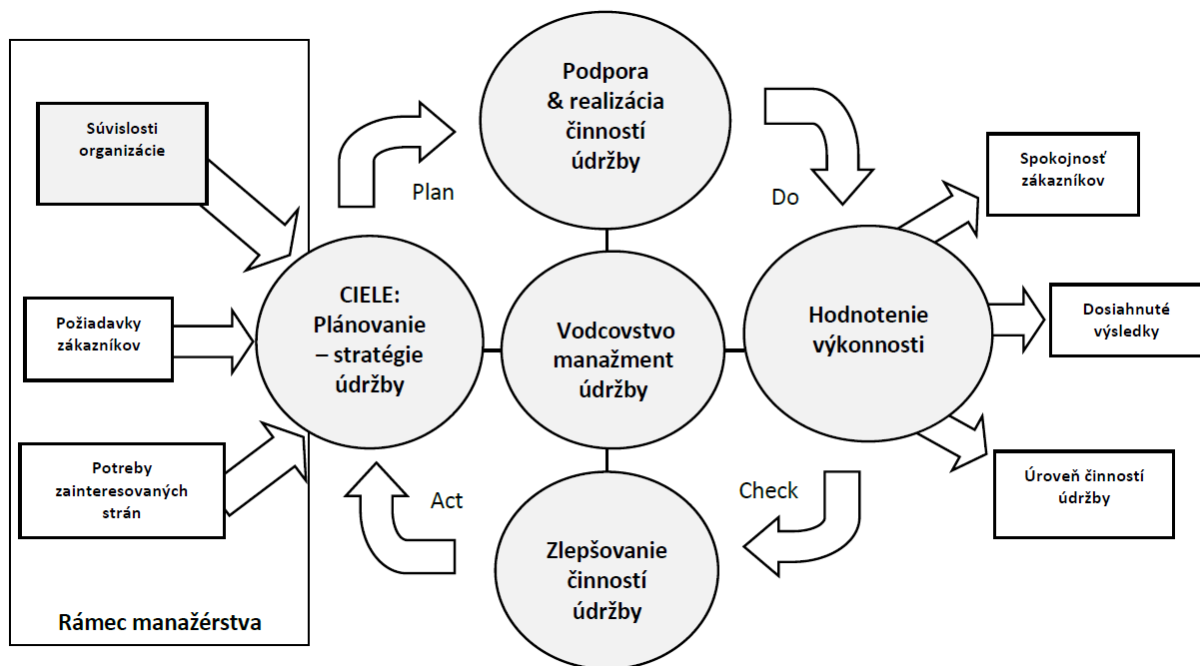 Podpora
& realizácia
činností
údržby
Súvislosti
organizácie
Plan
Do
Spokojnosť
zákazníkov
Požiadavky
zákazníkov
CIELE:
Plánovanie
– stratégie
údržby
Vodcovstvo
manažment
údržby
Hodnotenie
výkonnosti
Dosiahnuté
výsledky
Potreby
zainteresovaných
strán
Act
Check
Úroveň činností
údržby
Zlepšovanie
činností
údržby
Rámec manažérstva